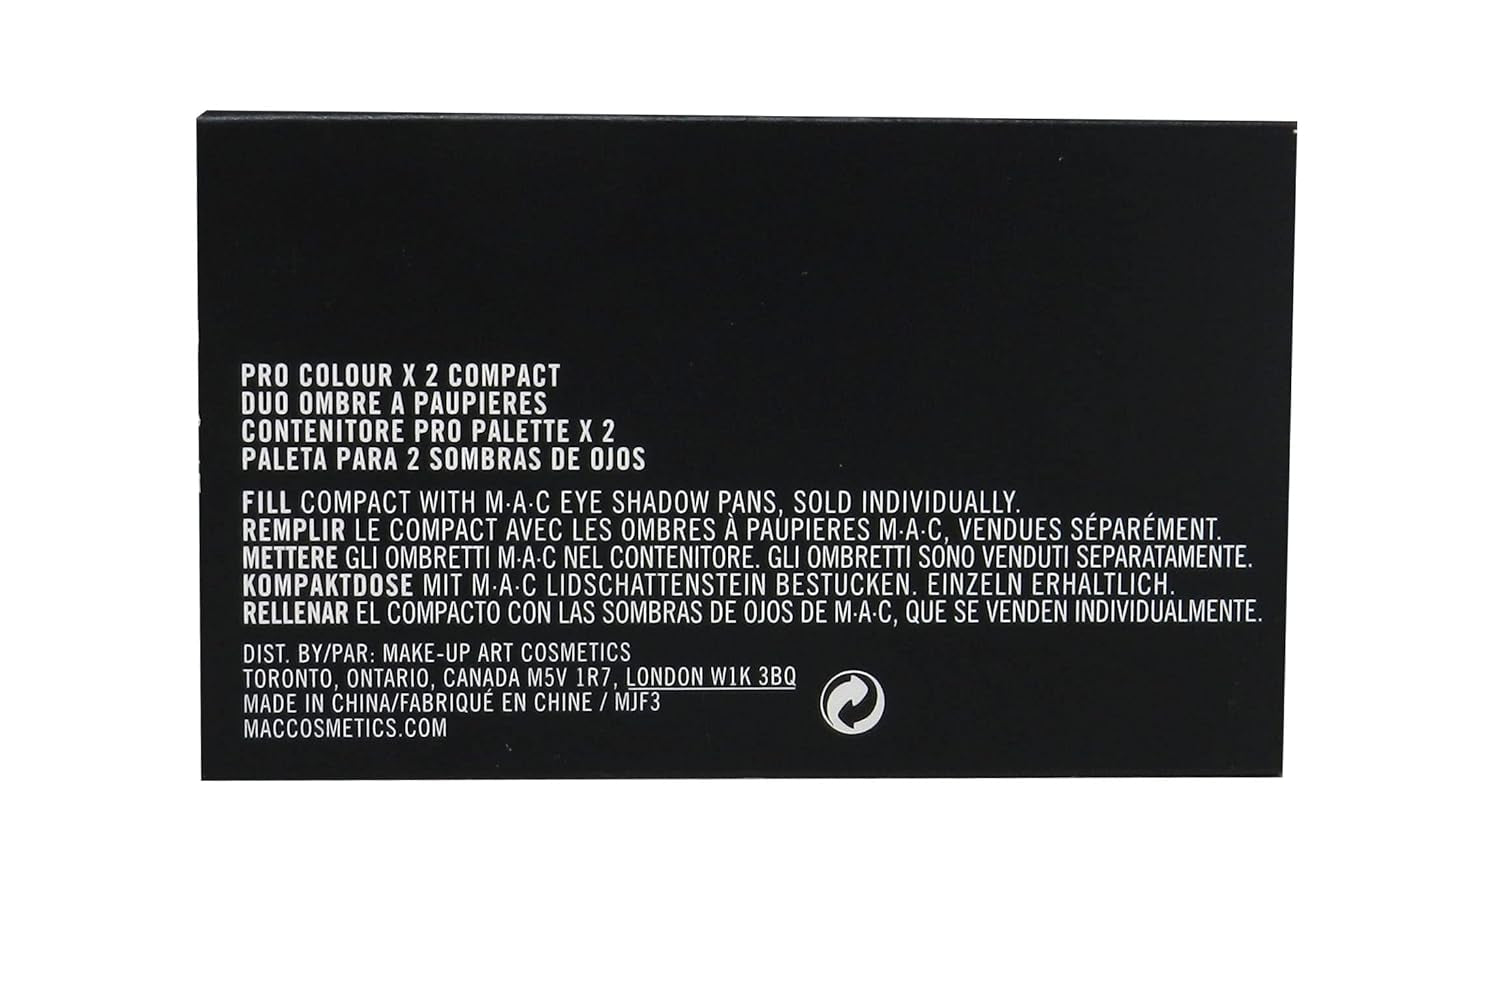 PRO COLOUR X 2 COMPACT
DUO OMBRE A PAUPIERES
CONTENITORE PRO PALETTE X 2
PALETA PARA 2 SOMBRAS DE OJOS
FILL COMPACT WITH M·A·C EYE SHADOW PANS, SOLD INDIVIDUALLY.
REMPLIR LE COMPACT AVEC LES OMBRES À PAUPIERES M·A·C, VENDUES SÉPARÉMENT.
METTERE GLI OMBRETTI M·A·C NEL CONTENITORE. GLI OMBRETTI SONO VENDUTI SEPARATAMENTE.
KOMPAKTDOSE MIT M·A·C LIDSCHATTENSTEIN BESTUCKEN. EINZELN ERHALTLICH.
RELLENAR EL COMPACTO CON LAS SOMBRAS DE OJOS DE M·A·C, QUE SE VENDEN INDIVIDUALMENTE.
DIST. BY/PAR: MAKE-UP ART COSMETICS
TORONTO, ONTARIO, CANADA M5V 1R7, LONDON W1K 3BQ
MADE IN CHINA/FABRIQUÉ EN CHINE / MJF3
MACCOSMETICS.COM